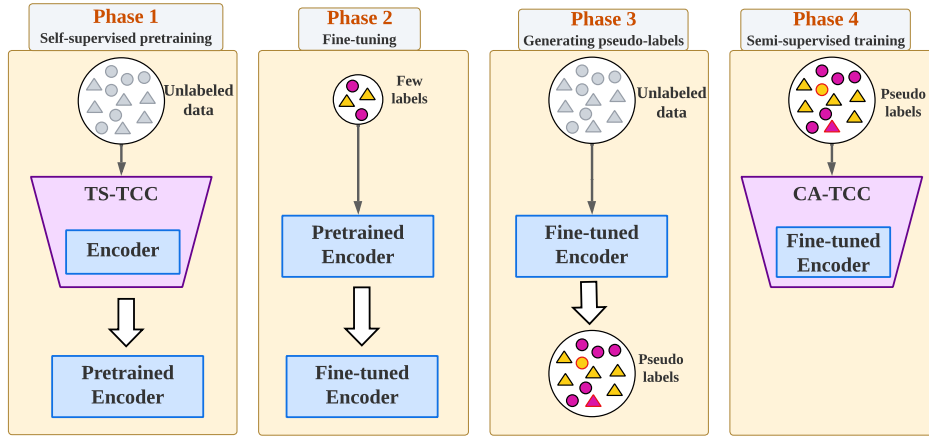 Phase 1
Self-supervised pretraining
Unlabeled
data
TS-TCC
Encoder
Pretrained
Encoder
Phase 2
Fine-tuning
Few
labels
Pretrained
Encoder
Fine-tuned
Encoder
Phase 3
Generating pseudo-labels
Unlabeled
data
Fine-tuned
Encoder
Pseudo
labels
Phase 4
Semi-supervised training
Pseudo
labels
CA-TCC
Fine-tuned
Encoder